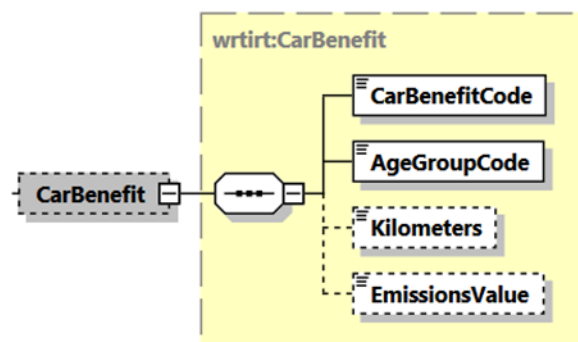 wrtirt:CarBenefit
CarBenefitCode
AgeGroupCode
CarBenefit
Kilometers
EmissionsValue